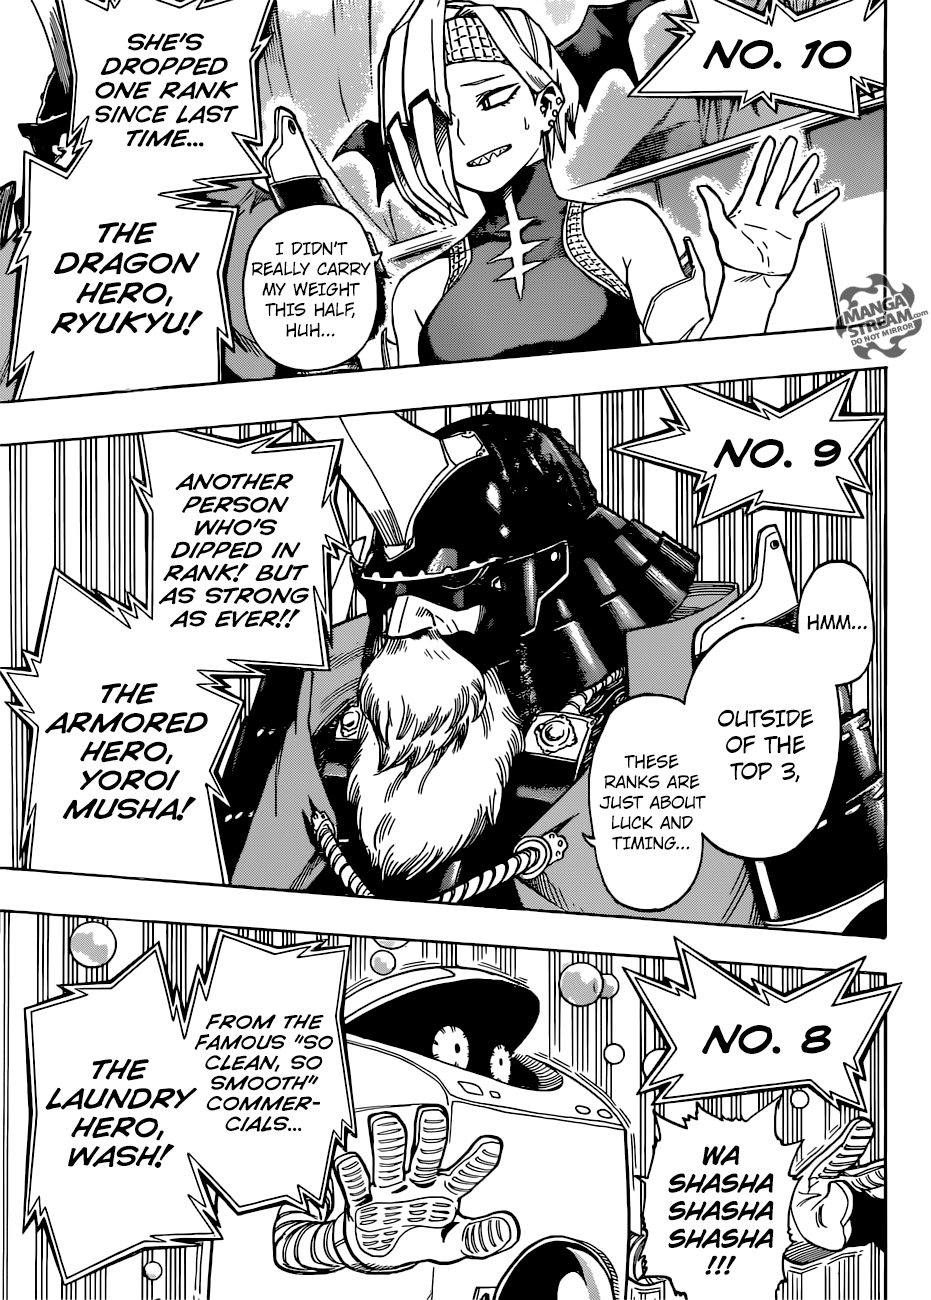 NO. 10
SHE'S
DROPPED
ONE RANK
SINCE LAST
TIME...
THE
DRAGON
HERO,
RYUKYU!
I DIDN'T
REALLY CARRY
MY WEIGHT
THIS HALF,
HUH...
MANGA
STREAM.com
DO NOT MIRROR
NO. 9
ANOTHER
PERSON
WHO'S
DIPPED IN
RANK! BUT
AS STRONG
AS EVER!!
THE
ARMORED
HERO,
YOROI
MUSHA!
HMM...
OUTSIDE
OF THE
TOP 3,
THESE
RANKS ARE
JUST ABOUT
LUCK AND
TIMING...
NO. 8
FROM THE
FAMOUS "SO
CLEAN, SO
SMOOTH"
COMMER-
CIALS...
THE
LAUNDRY
HERO,
WASH!
WA
SHASHA
SHASHA
SHASHA
!!!